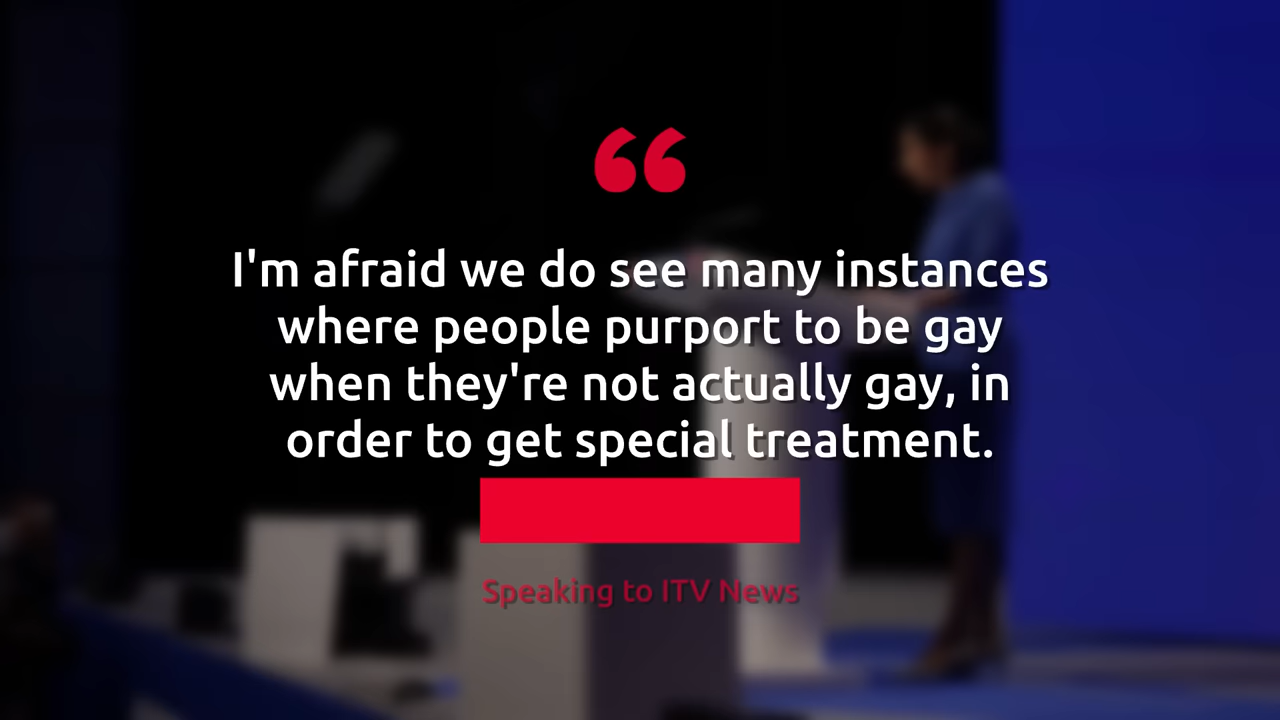 “
I'm afraid we do see many instances
where people purport to be gay
when they're not actually gay, in
order to get special treatment.
Speaking to ITV News